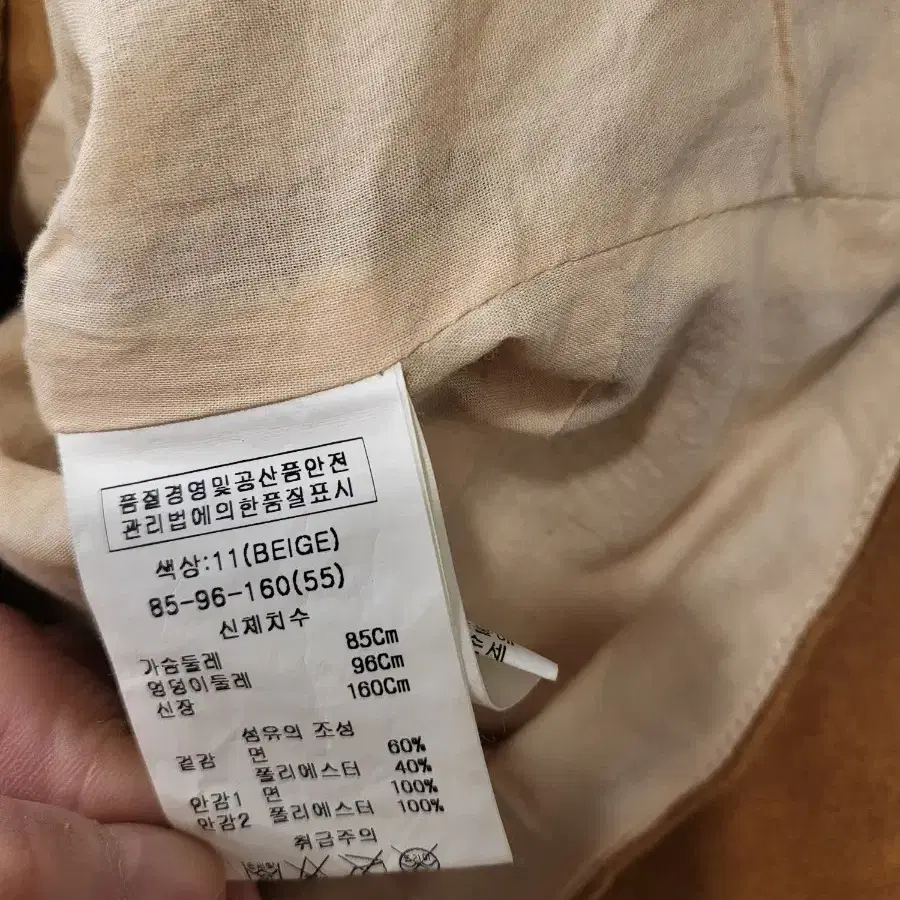 품질경영및공산품안전
관리법에의한품질표시
색상:11(BEIGE)
85-96-160(55)
신체치수
가슴둘레 85Cm
엉덩이둘레 96Cm
신장 160Cm
섬유의 조성
겉감 면 60%
폴리에스터 40%
안감1 면 100%
안감2 폴리에스터 100%
취급주의